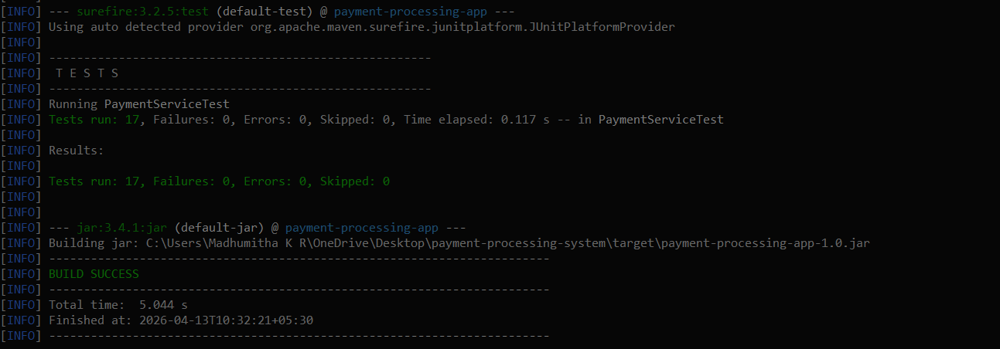 [INFO] --- surefire:3.2.5:test (default-test) @ payment-processing-app ---
[INFO] Using auto detected provider org.apache.maven.surefire.junitplatform.JUnitPlatformProvider
[INFO]
[INFO] -------------------------------------------------------
[INFO]  T E S T S
[INFO] -------------------------------------------------------
[INFO] Running PaymentServiceTest
[INFO] Tests run: 17, Failures: 0, Errors: 0, Skipped: 0, Time elapsed: 0.117 s -- in PaymentServiceTest
[INFO]
[INFO] Results:
[INFO]
[INFO] Tests run: 17, Failures: 0, Errors: 0, Skipped: 0
[INFO]
[INFO]
[INFO] --- jar:3.4.1:jar (default-jar) @ payment-processing-app ---
[INFO] Building jar: C:\Users\Madhumitha K R\OneDrive\Desktop\payment-processing-system\target\payment-processing-app-1.0.jar
[INFO] ------------------------------------------------------------------------
[INFO] BUILD SUCCESS
[INFO] ------------------------------------------------------------------------
[INFO] Total time:  5.044 s
[INFO] Finished at: 2026-04-13T10:32:21+05:30
[INFO] ------------------------------------------------------------------------